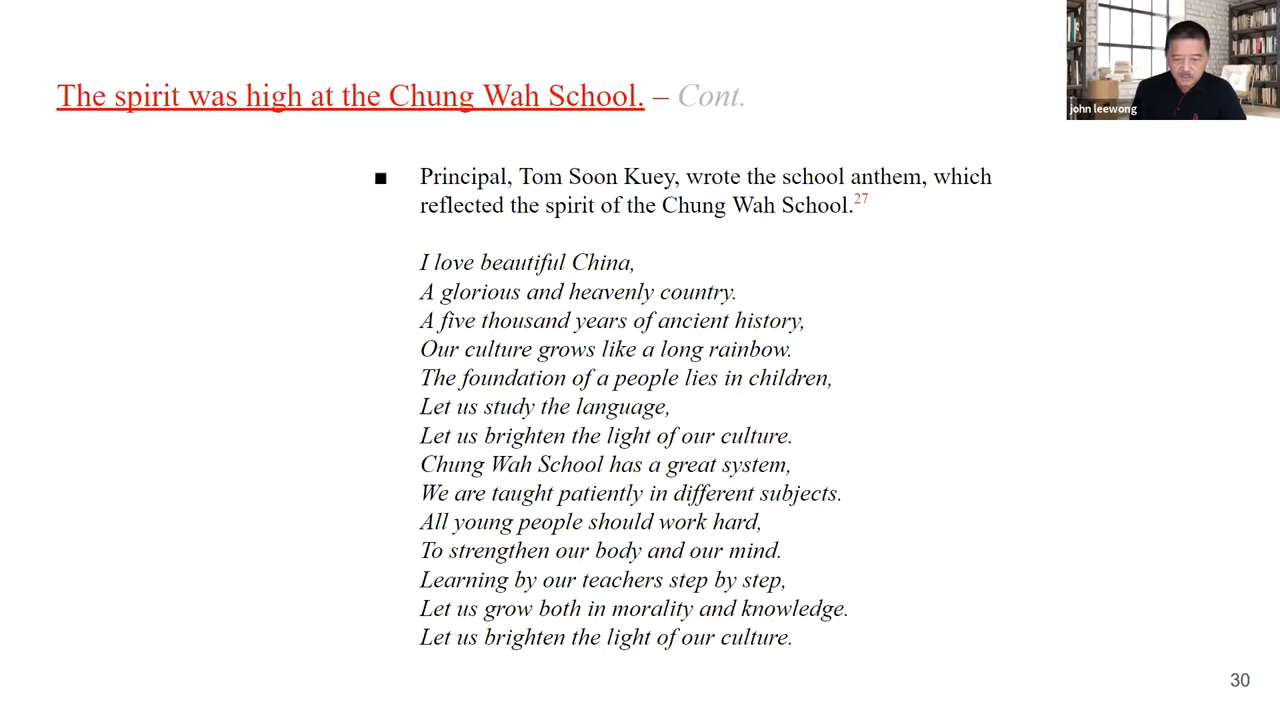 john leewong
The spirit was high at the Chung Wah School. – Cont.
■ Principal, Tom Soon Kuey, wrote the school anthem, which
reflected the spirit of the Chung Wah School.27
I love beautiful China,
A glorious and heavenly country.
A five thousand years of ancient history,
Our culture grows like a long rainbow.
The foundation of a people lies in children,
Let us study the language,
Let us brighten the light of our culture.
Chung Wah School has a great system,
We are taught patiently in different subjects.
All young people should work hard,
To strengthen our body and our mind.
Learning by our teachers step by step,
Let us grow both in morality and knowledge.
Let us brighten the light of our culture.
30